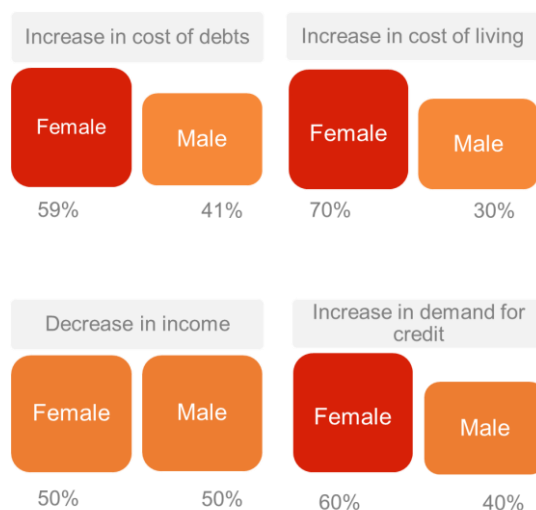 Increase in cost of debts
Female
Male
59%
41%
Increase in cost of living
Female
Male
70%
30%
Decrease in income
Female
Male
50%
50%
Increase in demand for
credit
Female
Male
60%
40%